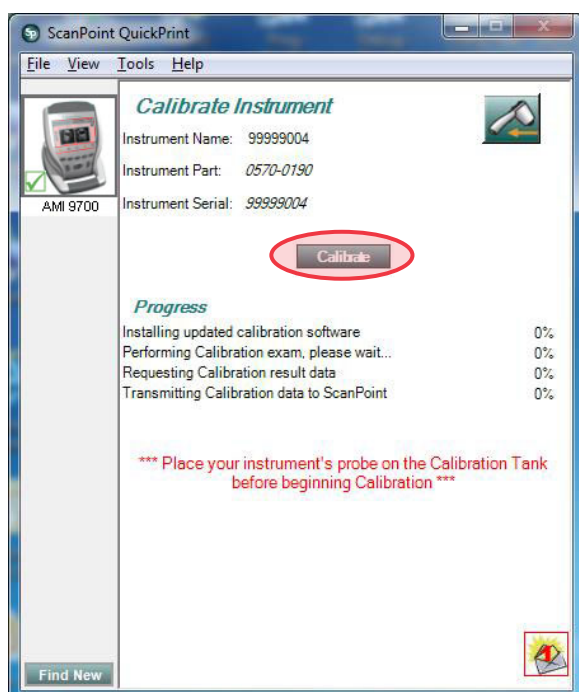 ScanPoint QuickPrint
File View Tools Help
Calibrate Instrument
Instrument Name: 99999004
Instrument Part: 0570-0190
AMI 9700
Instrument Serial: 99999004
Calibrate
Progress
Installing updated calibration software 0%
Performing Calibration exam, please wait... 0%
Requesting Calibration result data 0%
Transmitting Calibration data to ScanPoint 0%
*** Place your instrument's probe on the Calibration Tank
before beginning Calibration ***
Find New